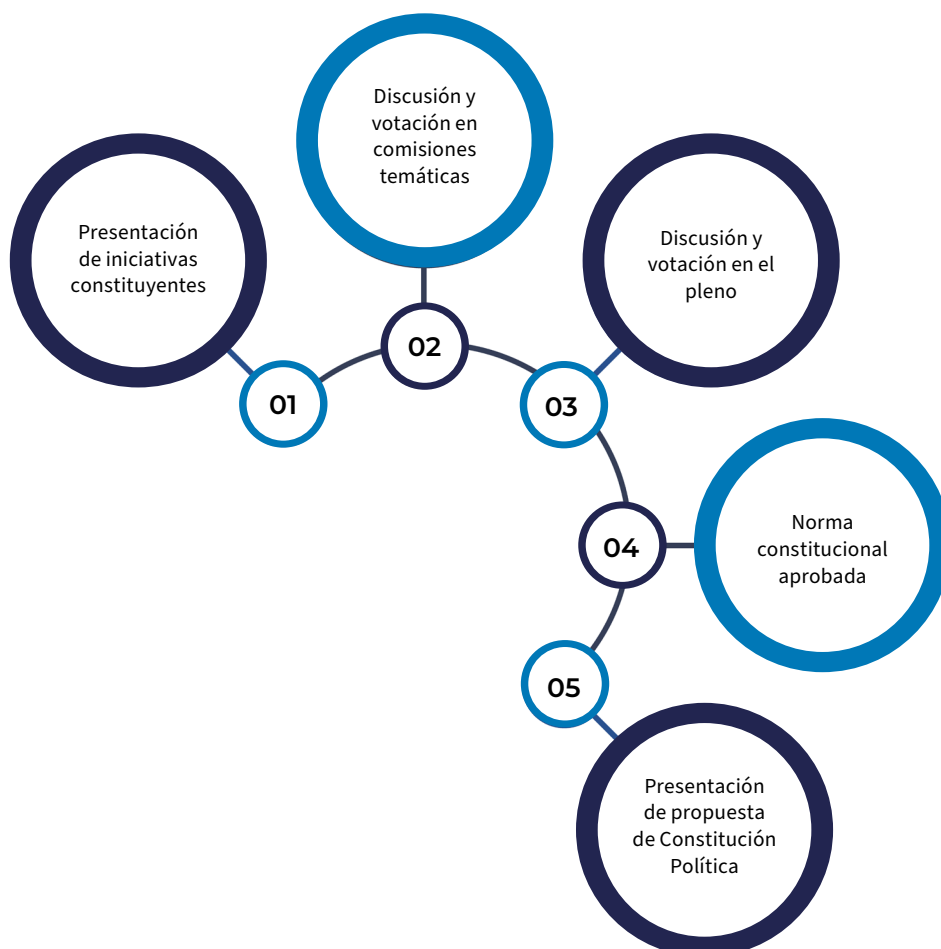 01
Presentación
de iniciativas
constituyentes
02
Discusión y
votación en
comisiones
temáticas
03
Discusión y
votación en el
pleno
04
Norma
constitucional
aprobada
05
Presentación
de propuesta
de Constitución
Política